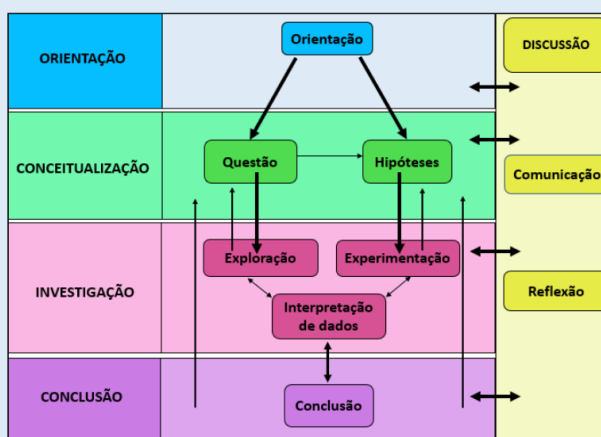 ORIENTAÇÃO
Orientação
DISCUSSÃO
CONCEITUALIZAÇÃO
Questão
Hipóteses
Comunicação
INVESTIGAÇÃO
Exploração
Experimentação
Interpretação
de dados
Reflexão
CONCLUSÃO
Conclusão